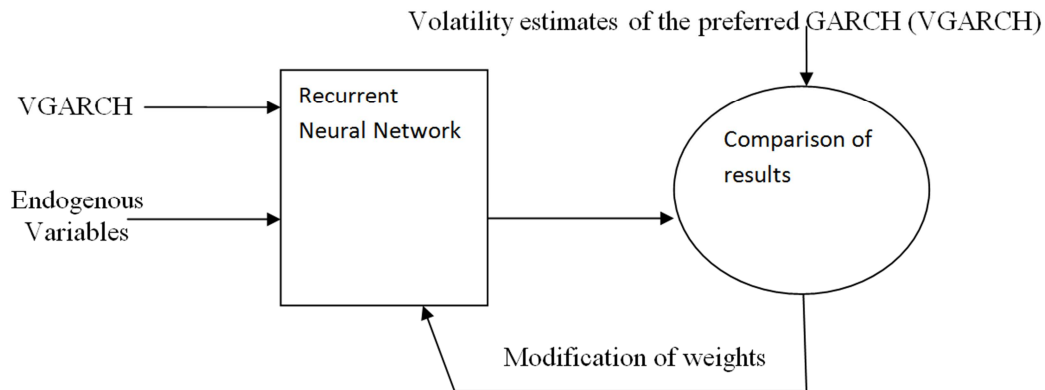 Volatility estimates of the preferred GARCH (VGARCH)
VGARCH
Recurrent
Neural Network
Endogenous
Variables
Comparison of
results
Modification of weights